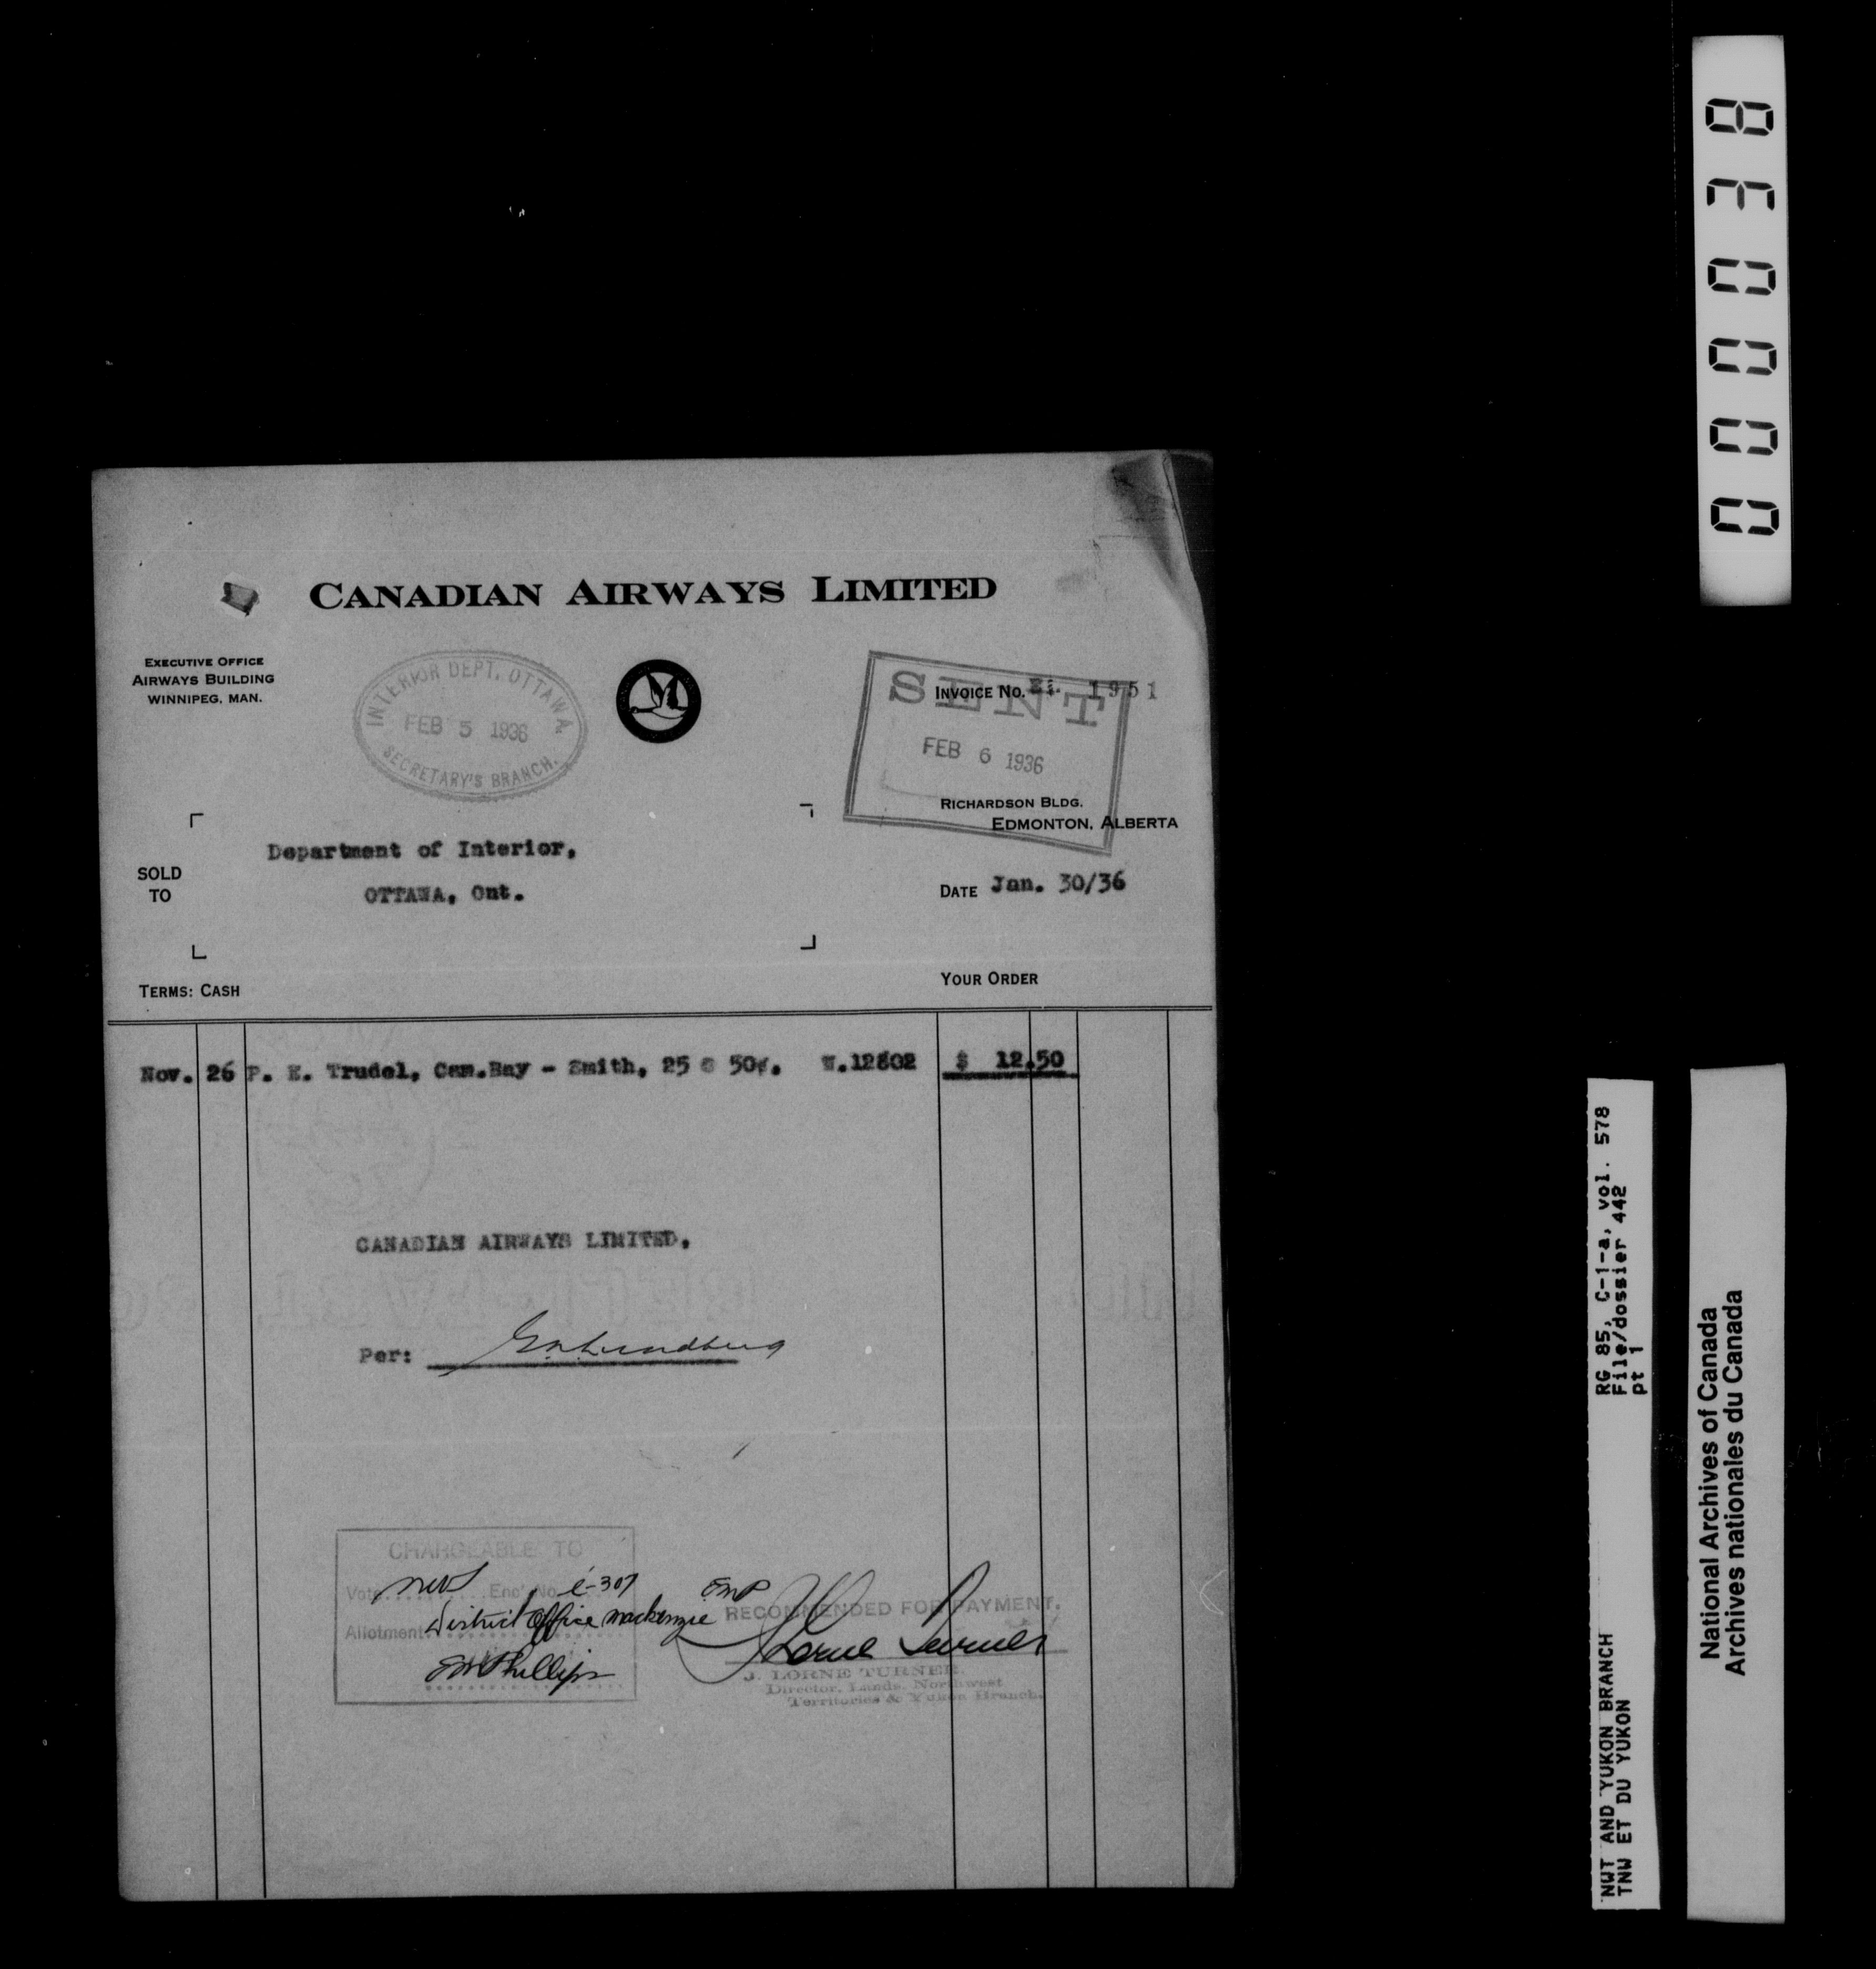 CANADIAN AIRWAYS LIMITED
EXECUTIVE OFFICE
AIRWAYS BUILDING
WINNIPEG, MAN.
INTERIOR DEPT. OTTAWA
FEB 5 1936
SECRETARY'S BRANCH.
INVOICE NO. 1951
SENT
FEB 6 1936
RICHARDSON BLDG.
EDMONTON, ALBERTA
SOLD
TO
Department of Interior,
OTTAWA, Ont.
DATE Jan. 30/36
TERMS: CASH
YOUR ORDER
Nov. 26 P. E. Trudel, Cam.Bay - Smith, 25 @ 50¢. W.12802 $ 12.50
CANADIAN AIRWAYS LIMITED.
Per: Lundberg
CHARGEABLE TO
Vote NWT Enc' No. E-307
Allotment District Office Mackenzie
Phillips
RECOMMENDED FOR PAYMENT.
Lorne Turner
J. LORNE TURNER.
Director, Lands, Northwest
Territories & Yukon Branch.
000038
RG 85, C-1-a, vol. 578
File/dossier 442
pt 1
NWT AND YUKON BRANCH
TNW ET DU YUKON
National Archives of Canada
Archives nationales du Canada